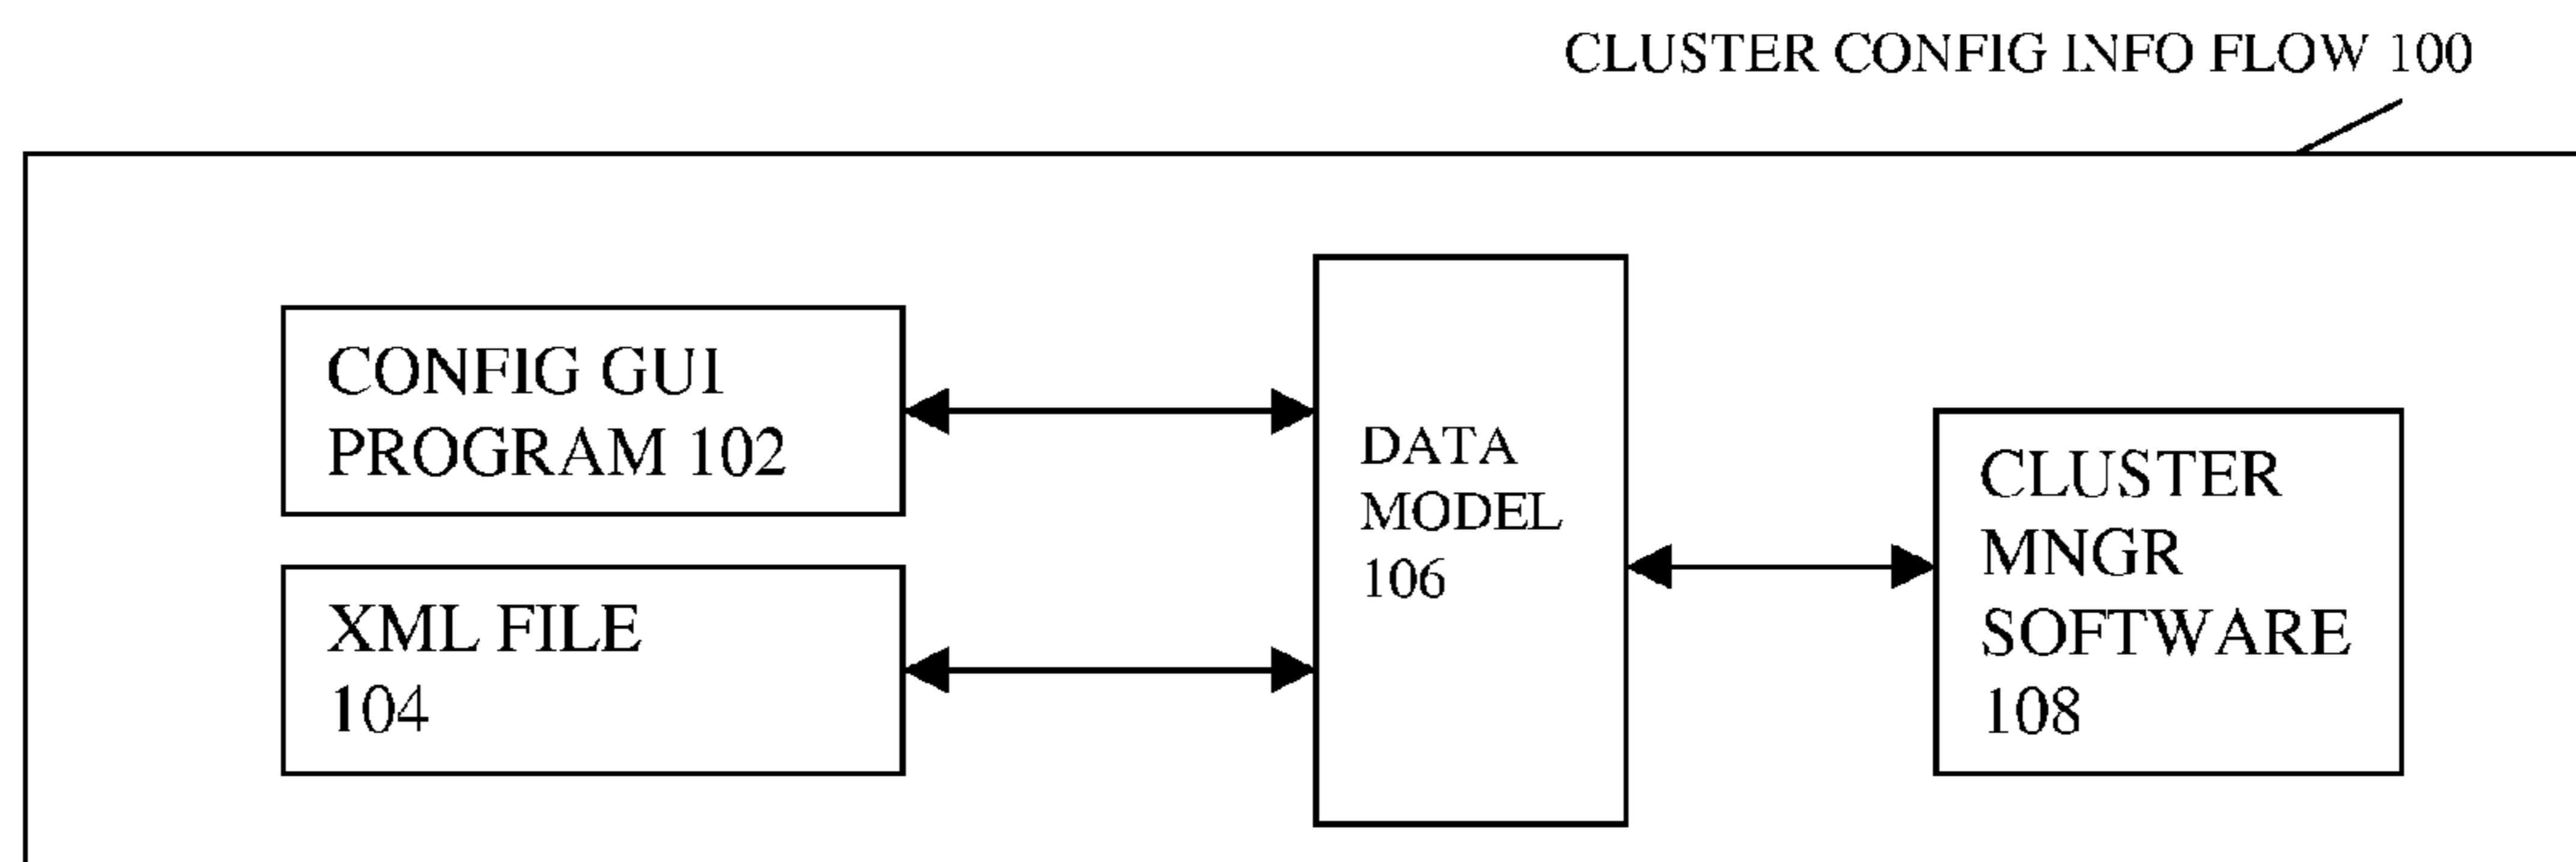 CLUSTER CONFIG INFO FLOW 100
CONFIG GUI
PROGRAM 102
XML FILE
104
DATA
MODEL
106
CLUSTER
MNGR
SOFTWARE
108